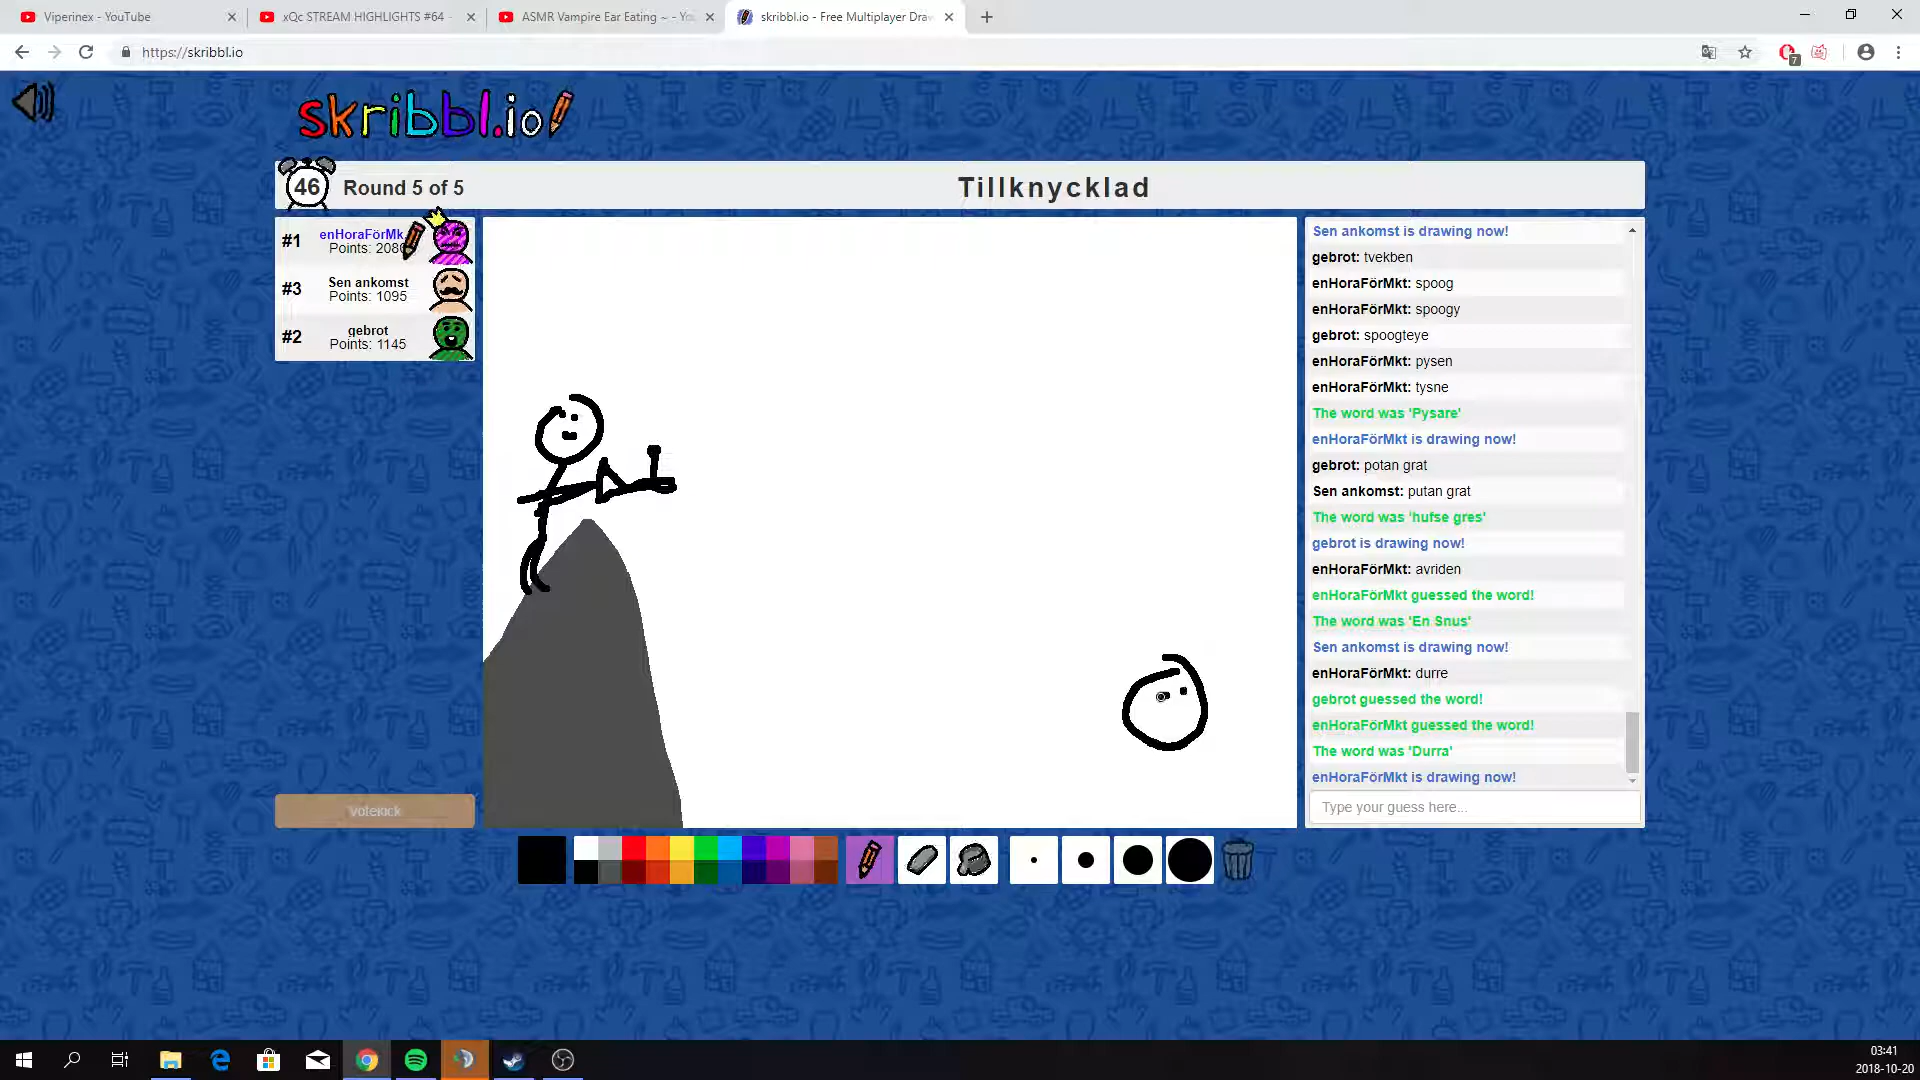 Viperinex - YouTube
xQc STREAM HIGHLIGHTS #64 -
ASMR Vampire Ear Eating ~ - You
skribbl.io - Free Multiplayer Draw
https://skribbl.io
7
skribbl.io
46
Round 5 of 5
Tillknycklad
#1
enHoraFörMk
Points: 2080
#3
Sen ankomst
Points: 1095
#2
gebrot
Points: 1145
Votekick
Sen ankomst is drawing now!
gebrot: tvekben
enHoraFörMkt: spoog
enHoraFörMkt: spoogy
gebrot: spoogteye
enHoraFörMkt: pysen
enHoraFörMkt: tysne
The word was 'Pysare'
enHoraFörMkt is drawing now!
gebrot: potan grat
Sen ankomst: putan grat
The word was 'hufse gres'
gebrot is drawing now!
enHoraFörMkt: avriden
enHoraFörMkt guessed the word!
The word was 'En Snus'
Sen ankomst is drawing now!
enHoraFörMkt: durre
gebrot guessed the word!
enHoraFörMkt guessed the word!
The word was 'Durra'
enHoraFörMkt is drawing now!
Type your guess here...
03:41
2018-10-20